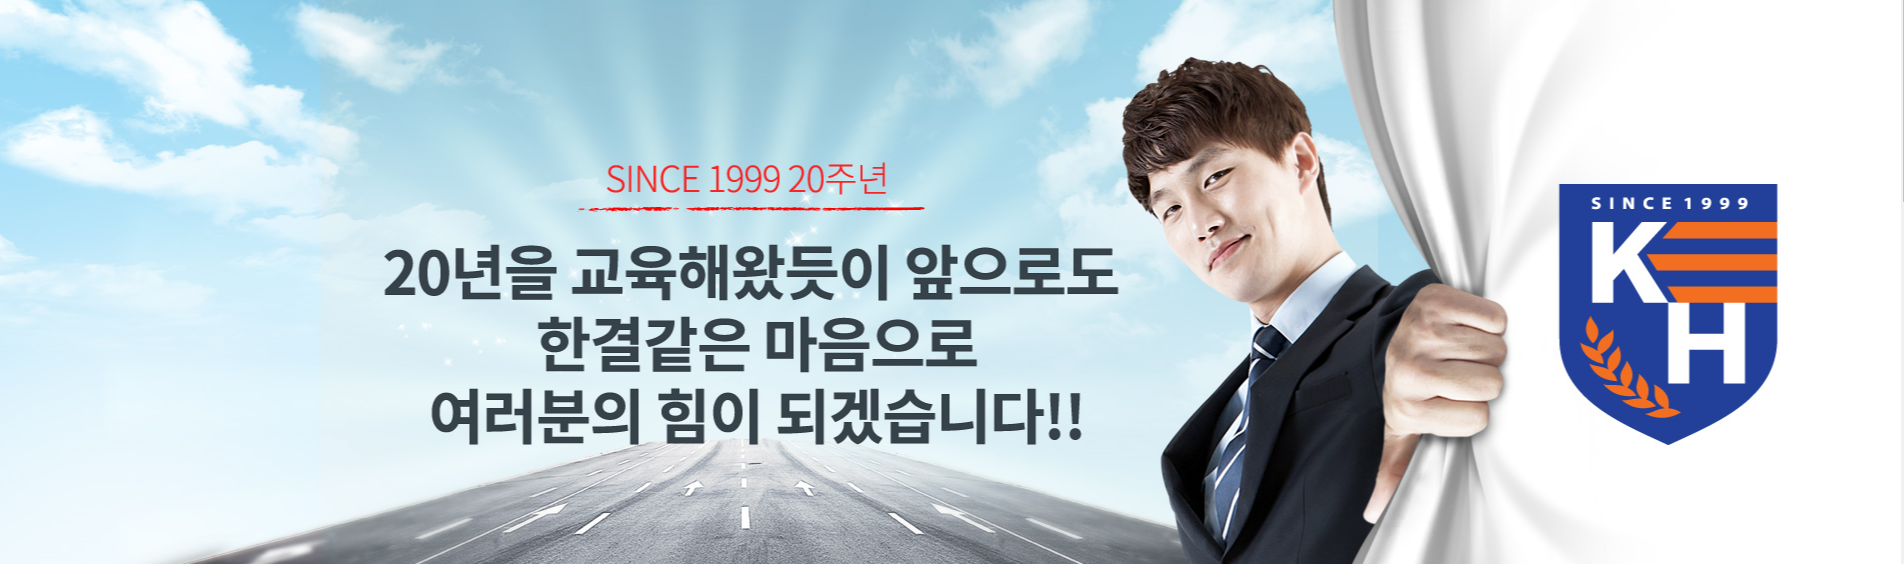 SINCE 1999 20주년
20년을 교육해왔듯이 앞으로도
한결같은 마음으로
여러분의 힘이 되겠습니다!!
SINCE 1999
KH